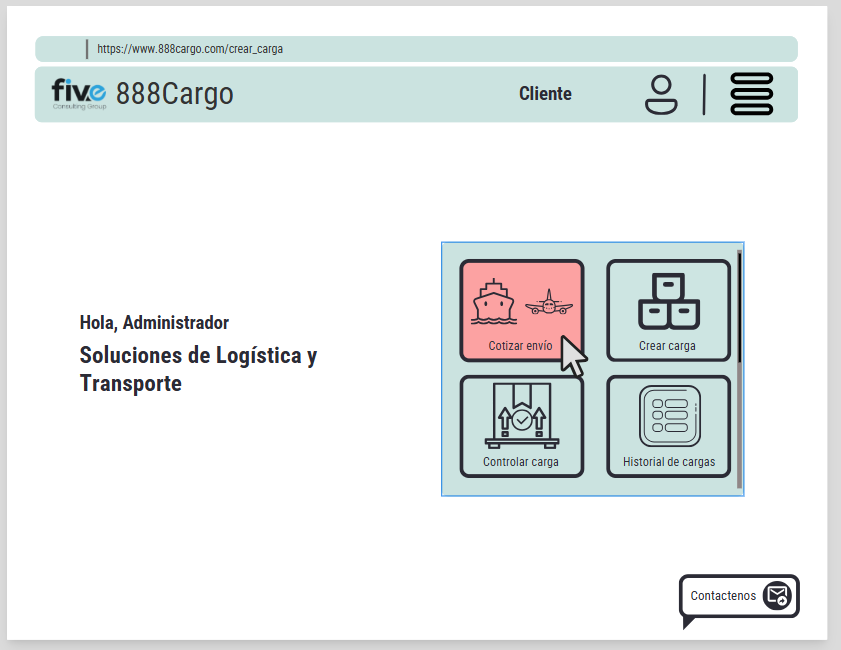 https://www.888cargo.com/crear_carga
five
Consulting Group
888Cargo
Cliente
Hola, Administrador
Soluciones de Logística y
Transporte
Cotizar envío
Crear carga
Controlar carga
Historial de cargas
Contactenos